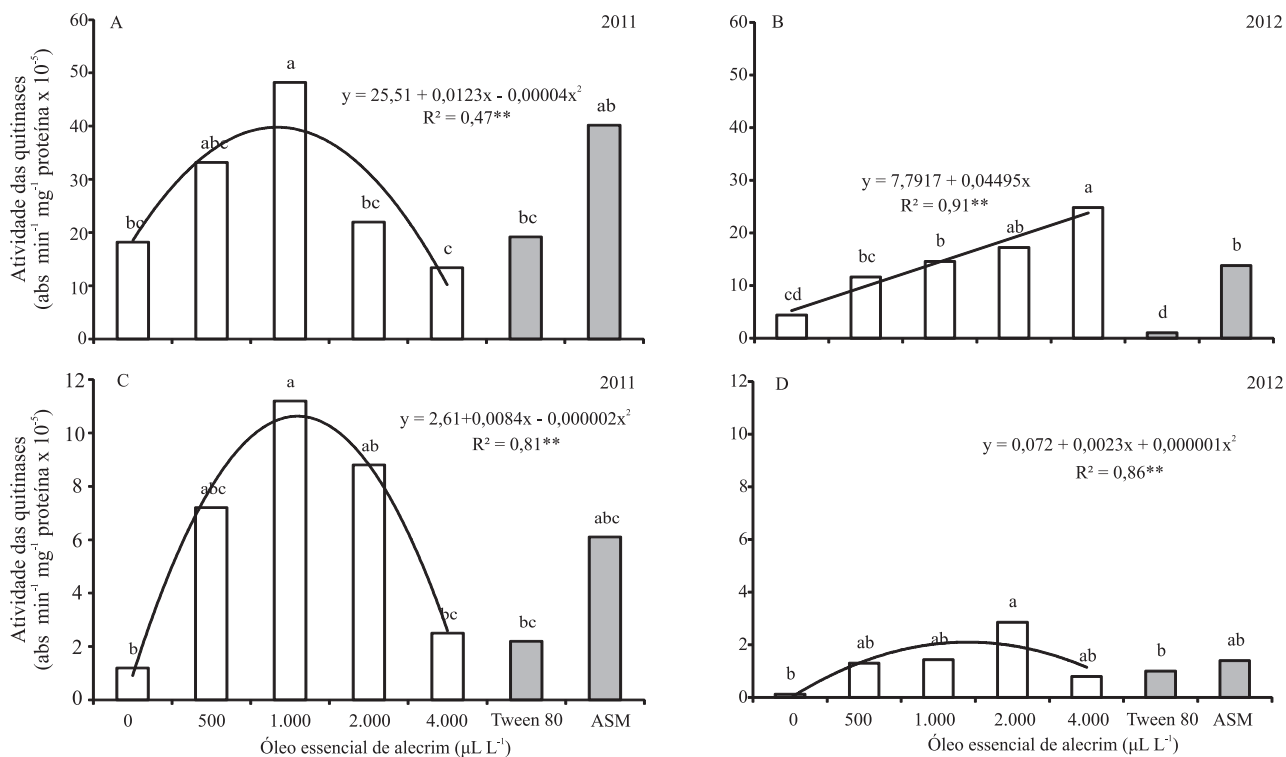 A
2011
Atividade das quitinases
(abs min⁻¹ mg⁻¹ proteína x 10⁻⁵)
60
50
40
30
20
10
0
y = 25,51 + 0,0123x - 0,00004x²
R² = 0,47**
bc
abc
a
bc
c
bc
ab
B
2012
60
50
40
30
20
10
0
y = 7,7917 + 0,04495x
R² = 0,91**
cd
bc
b
ab
a
d
b
C
2011
Atividade das quitinases
(abs min⁻¹ mg⁻¹ proteína x 10⁻⁵)
12
10
8
6
4
2
0
y = 2,61+0,0084x - 0,000002x²
R² = 0,81**
b
abc
a
ab
bc
bc
abc
0 500 1.000 2.000 4.000 Tween 80 ASM
Óleo essencial de alecrim (µL L⁻¹)
D
2012
12
10
8
6
4
2
0
y = 0,072 + 0,0023x + 0,000001x²
R² = 0,86**
b
ab
ab
a
ab
b
ab
0 500 1.000 2.000 4.000 Tween 80 ASM
Óleo essencial de alecrim (µL L⁻¹)